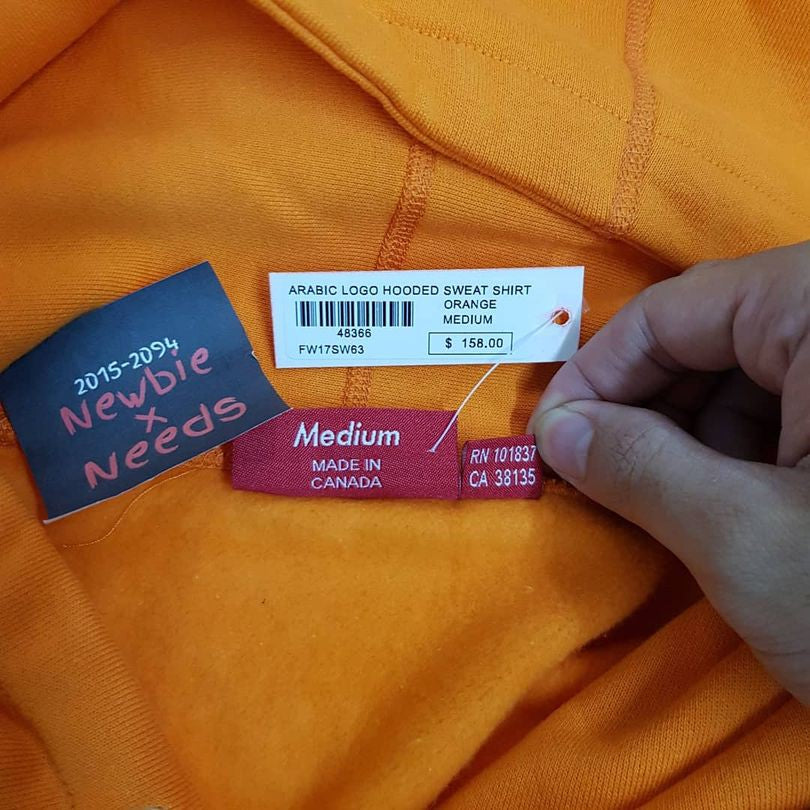 ARABIC LOGO HOODED SWEAT SHIRT
ORANGE
MEDIUM
48366
FW17SW63
$ 158.00
2015-2094
Newbie
x
Needs
Medium
MADE IN
CANADA
RN 101837
CA 38135